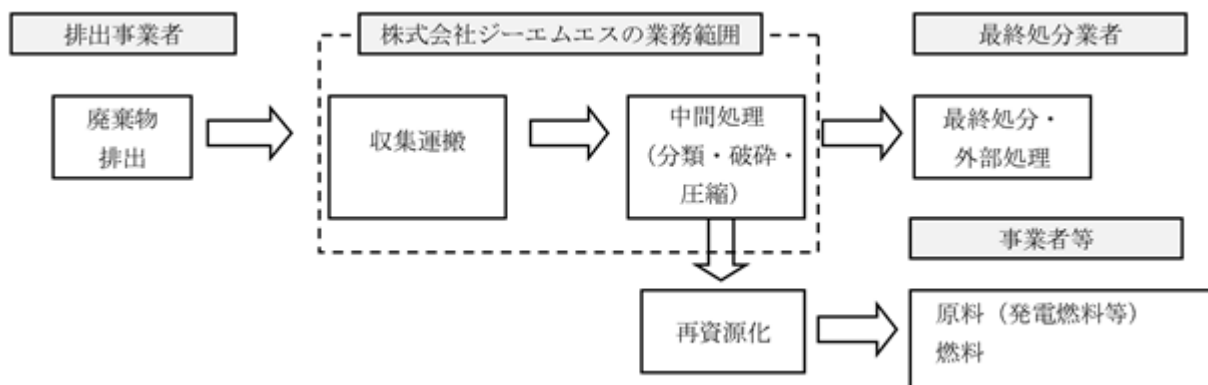 排出事業者
株式会社ジーエムエスの業務範囲
最終処分業者
廃棄物
排出
収集運搬
中間処理
（分類・破砕・
圧縮）
最終処分・
外部処理
事業者等
再資源化
原料（発電燃料等）
燃料